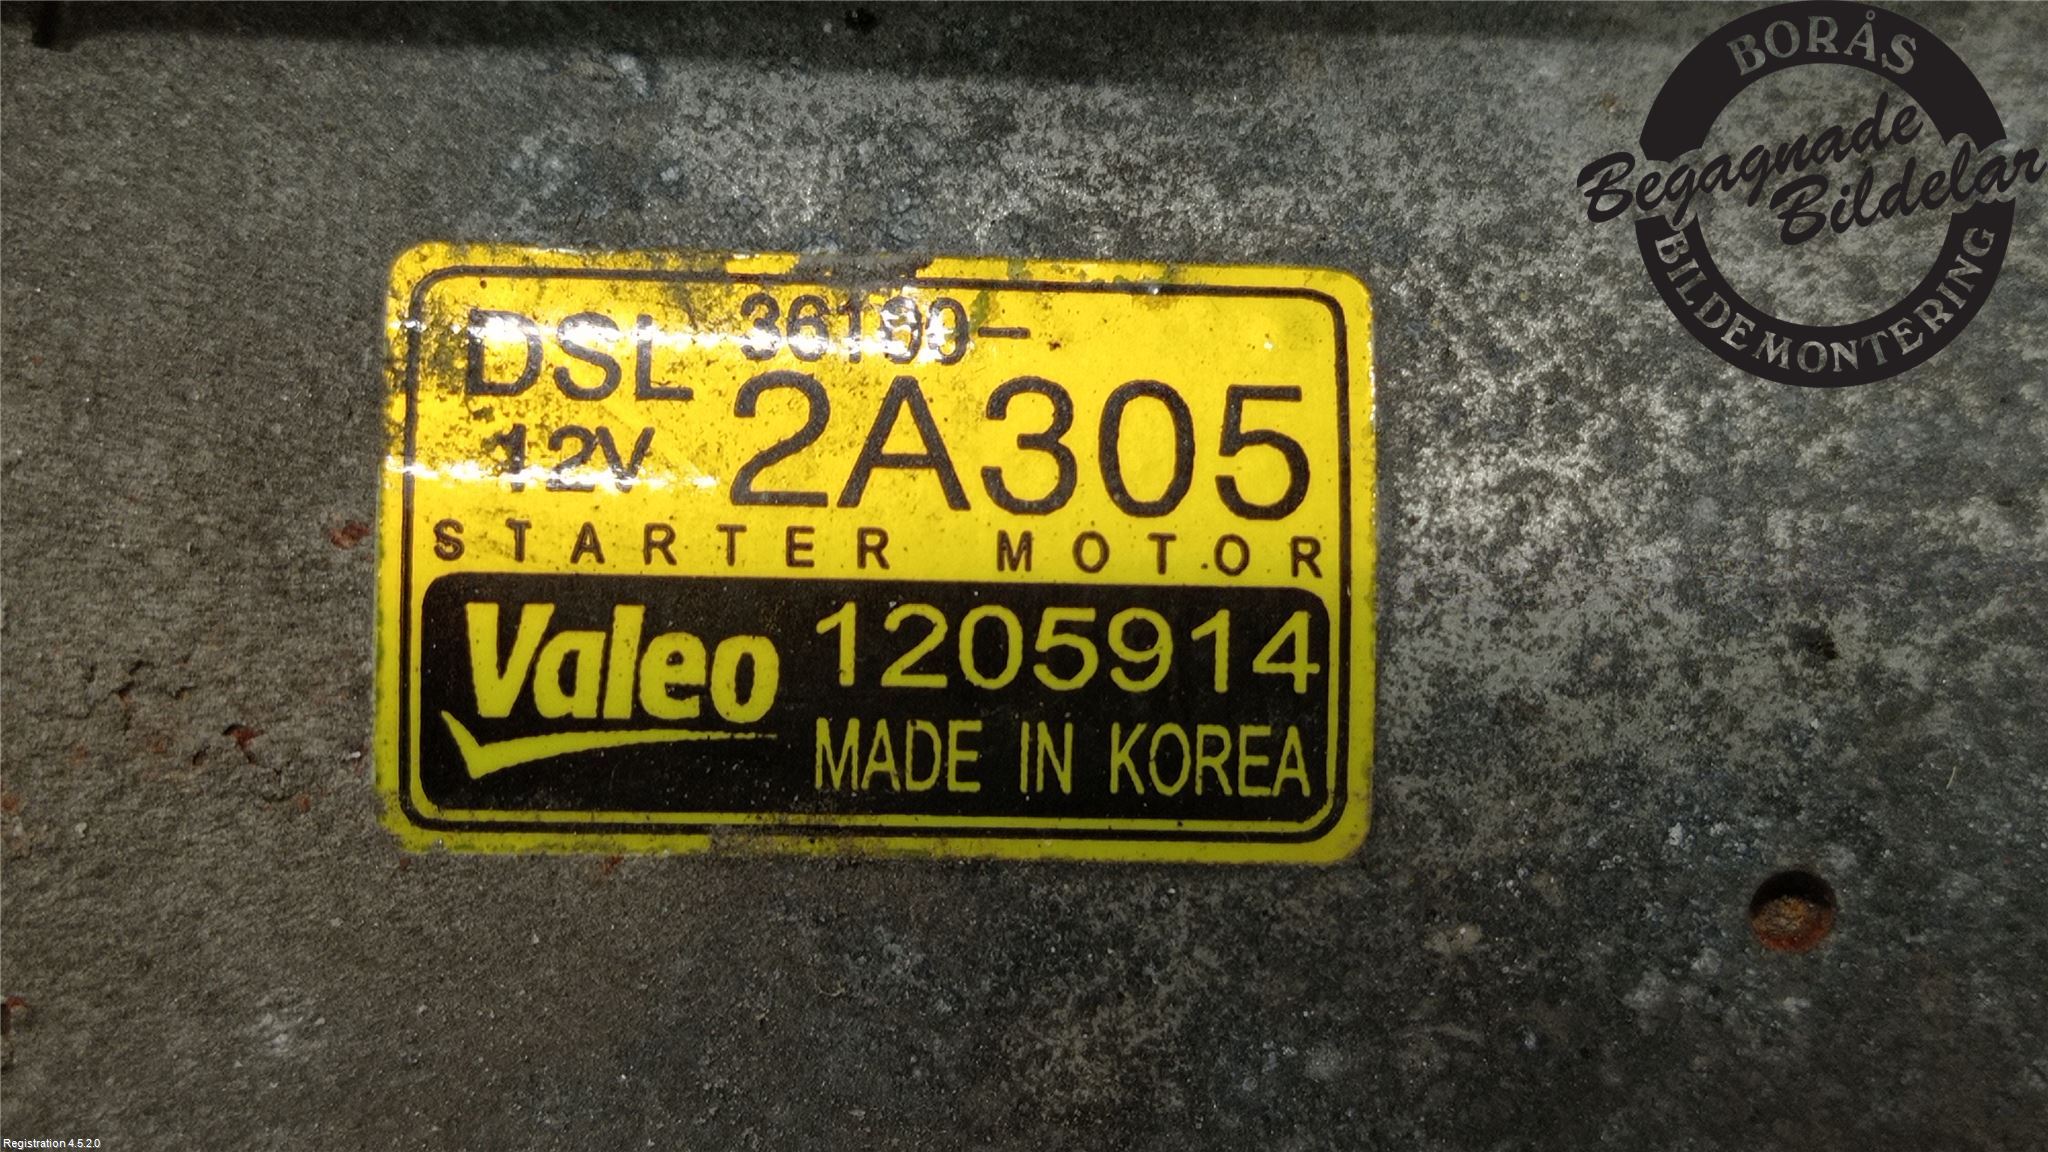 BORÅS
Begagnade
Bildelar
BILDEMONTERING
DSL 36100-
12V 2A305
STARTER MOTOR
Valeo 1205914
MADE IN KOREA
Registration 4.5.2.0